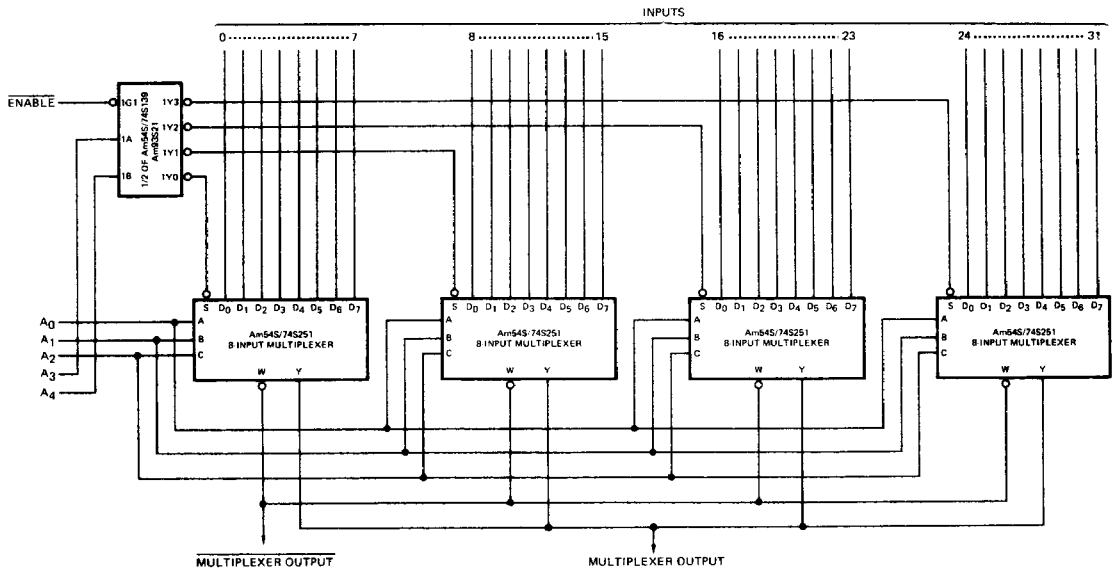 INPUTS
0 7 8 15 16 23 24 31
ENABLE
1G1 1Y3
1Y2
1A
1Y1
1B 1Y0
1/2 OF Am54S/74S139
Am93S21
S D0 D1 D2 D3 D4 D5 D6 D7
S D0 D1 D2 D3 D4 D5 D6 D7
S D0 D1 D2 D3 D4 D5 D6 D7
S D0 D1 D2 D3 D4 D5 D6 D7
A0
A1
A2
A3
A4
A
B
C
Am54S/74S251
8-INPUT MULTIPLEXER
W Y
A
B
C
Am54S/74S251
8-INPUT MULTIPLEXER
W Y
A
B
C
Am54S/74S251
8-INPUT MULTIPLEXER
W Y
A
B
C
Am54S/74S251
8-INPUT MULTIPLEXER
W Y
MULTIPLEXER OUTPUT
MULTIPLEXER OUTPUT